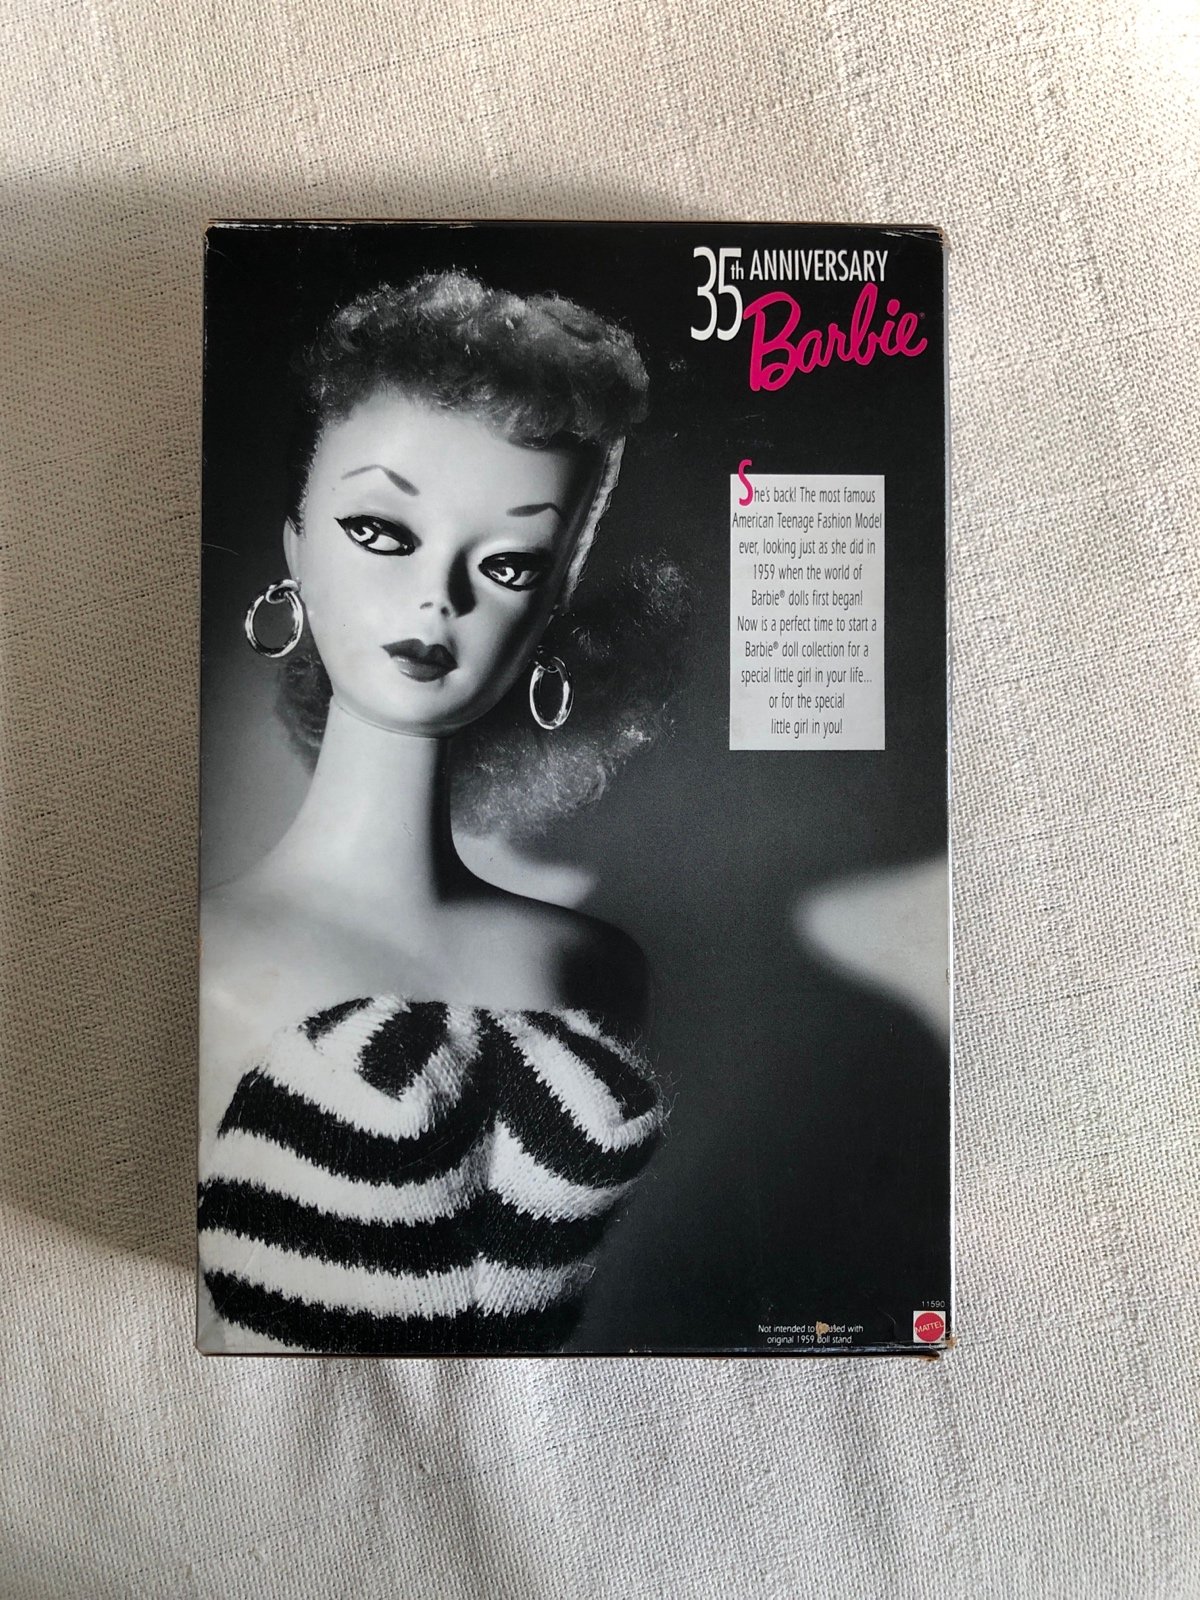 35th ANNIVERSARY
Barbie®
She's back! The most famous
American Teenage Fashion Model
ever, looking just as she did in
1959 when the world of
Barbie® dolls first began!
Now is a perfect time to start a
Barbie® doll collection for a
special little girl in your life...
or for the special
little girl in you!
11590
MATTEL
Not intended to used with
original 1959 doll stand.